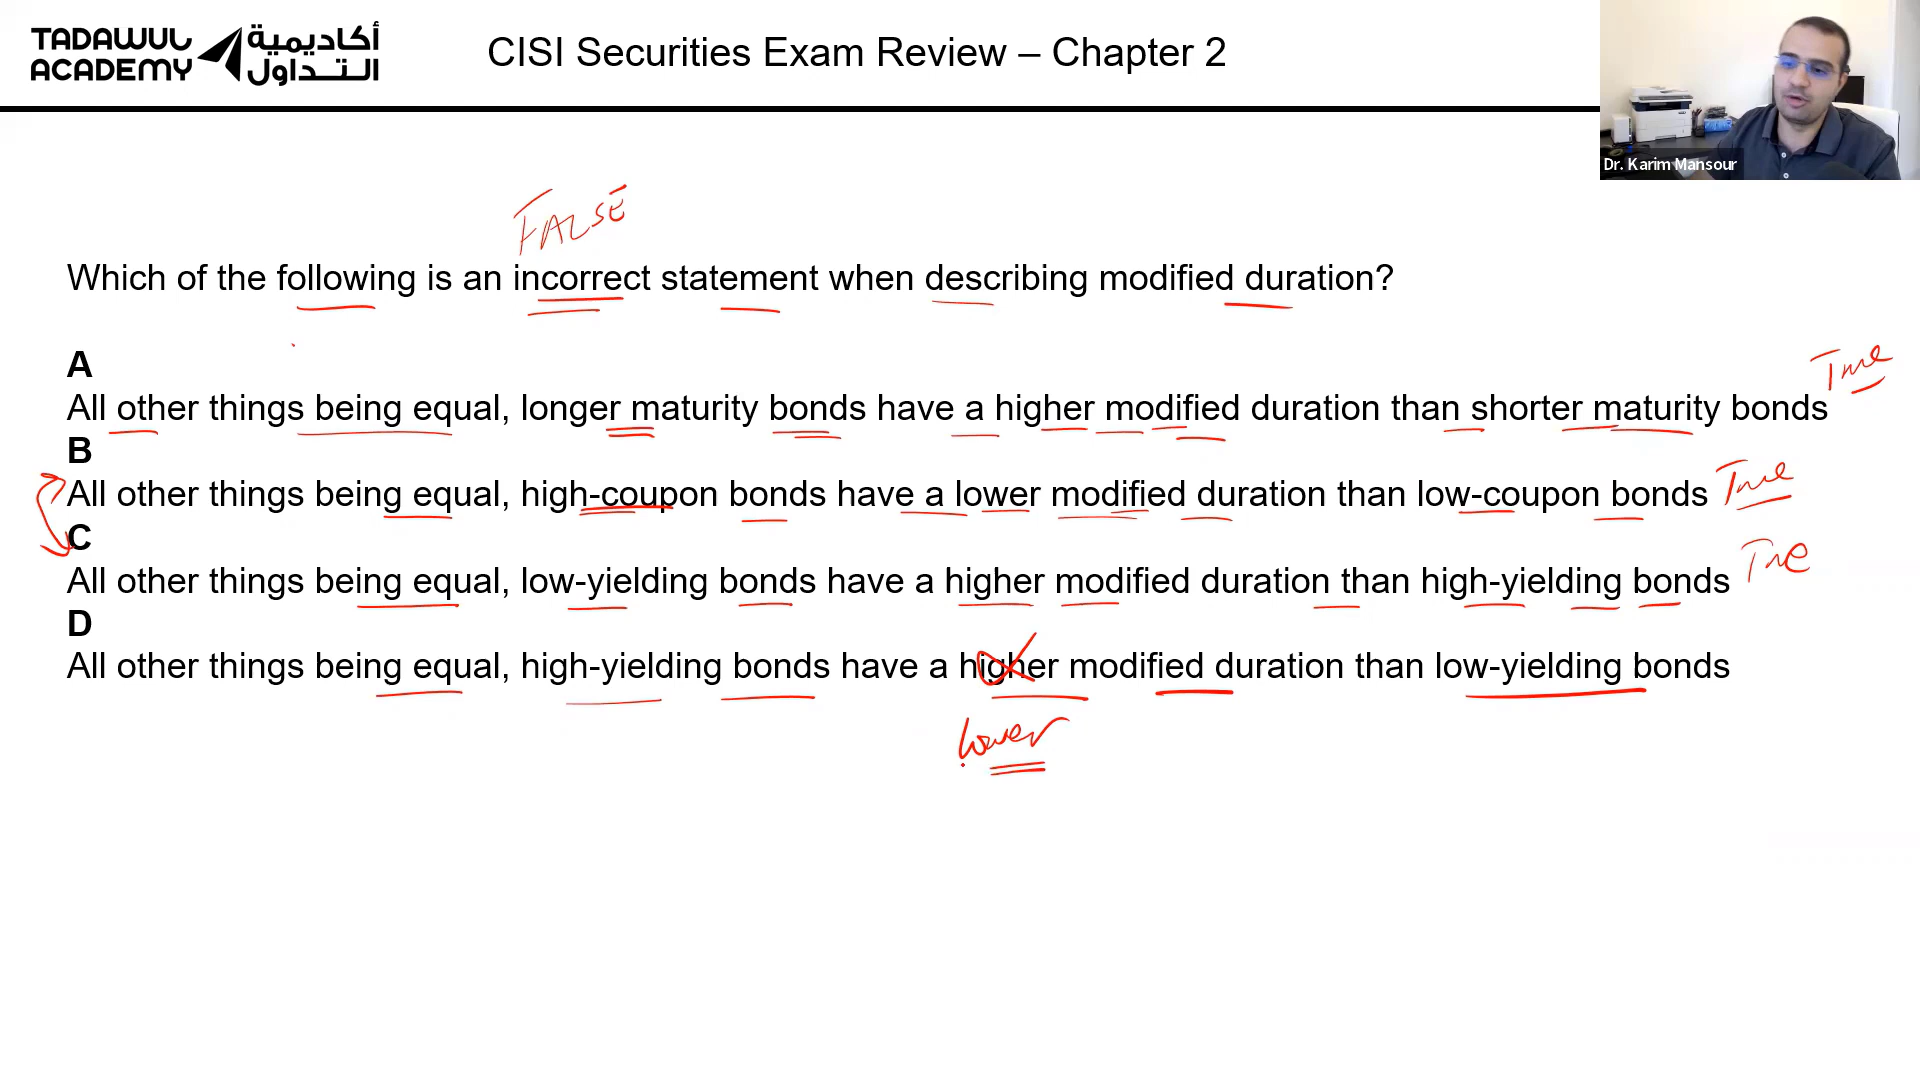 TADAWUL أكاديمية
ACADEMY التداول
CISI Securities Exam Review – Chapter 2
Dr. Karim Mansour
FALSE
Which of the following is an incorrect statement when describing modified duration?
A
True
All other things being equal, longer maturity bonds have a higher modified duration than shorter maturity bonds
B
All other things being equal, high-coupon bonds have a lower modified duration than low-coupon bonds True
C
All other things being equal, low-yielding bonds have a higher modified duration than high-yielding bonds True
D
All other things being equal, high-yielding bonds have a higher modified duration than low-yielding bonds
lower